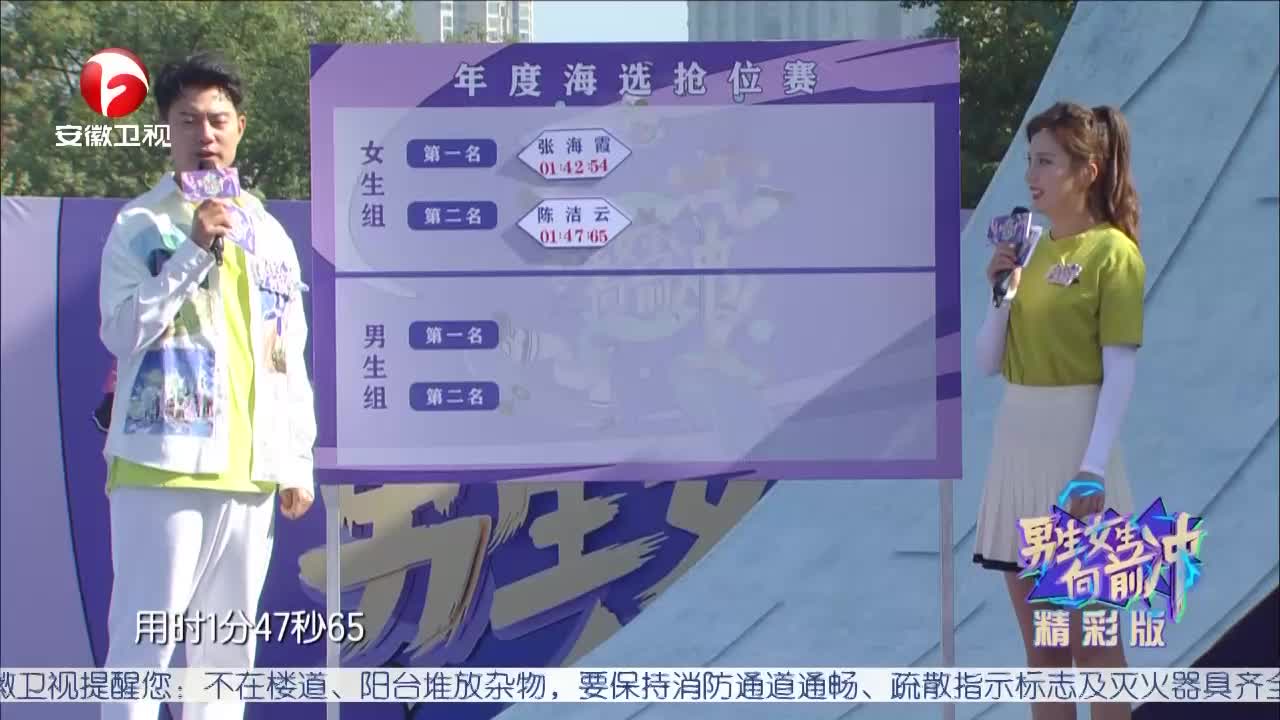 安徽卫视
年度海选抢位赛
女生组
第一名
张海霞
01:42:54
第二名
陈洁云
01:47:65
男生组
第一名
第二名
男生女
男生女生
向前冲
精彩版
用时1分47秒65
徽卫视提醒您：不在楼道、阳台堆放杂物，要保持消防通道通畅、疏散指示标志及灭火器具齐全